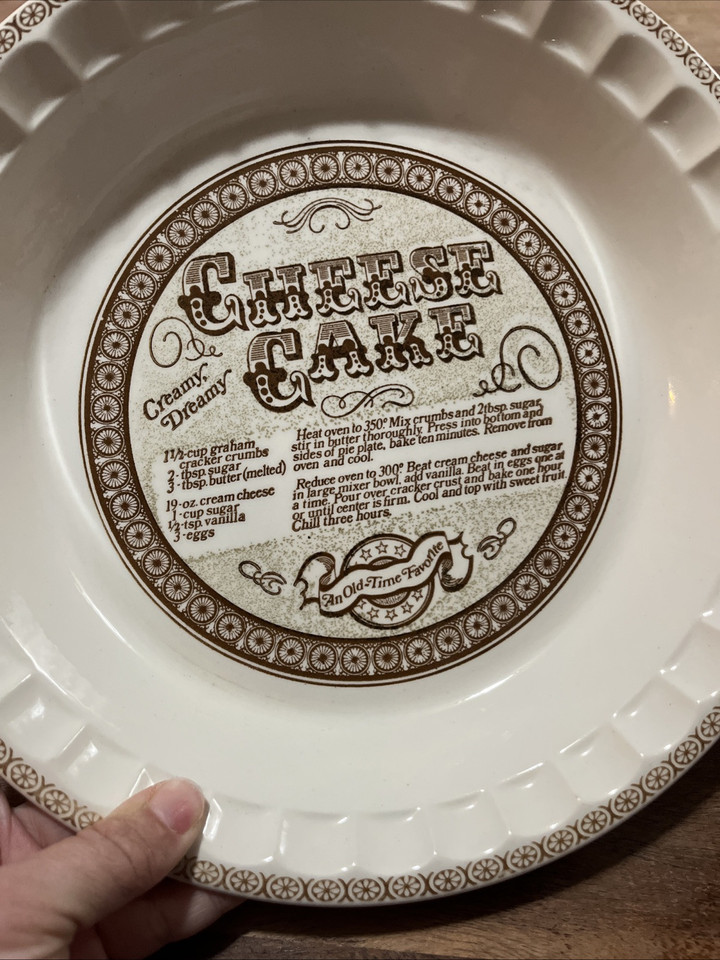 CHEESE
CAKE
Creamy,
Dreamy
1 1/2-cup graham
cracker crumbs
2-tbsp. sugar
3-tbsp. butter (melted)
19-oz. cream cheese
1-cup sugar
1/2-tsp. vanilla
3-eggs
Heat oven to 350° Mix crumbs and 2tbsp. sugar,
stir in butter thoroughly. Press into bottom and
sides of pie plate, bake ten minutes. Remove from
oven and cool.
Reduce oven to 300° Beat cream cheese and sugar
in large mixer bowl, add vanilla. Beat in eggs one at
a time. Pour over cracker crust and bake one hour
or until center is firm. Cool and top with sweet fruit.
Chill three hours.
An Old-Time Favorite